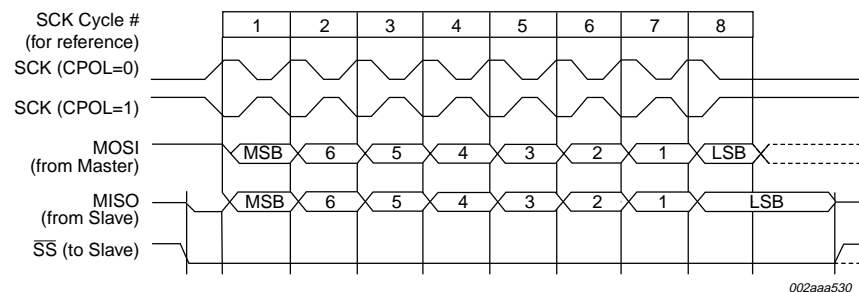 SCK Cycle #
(for reference)
1 2 3 4 5 6 7 8
SCK (CPOL=0)
SCK (CPOL=1)
MOSI
(from Master)
MSB 6 5 4 3 2 1 LSB
MISO
(from Slave)
MSB 6 5 4 3 2 1 LSB
S̅S̅ (to Slave)
002aaa530